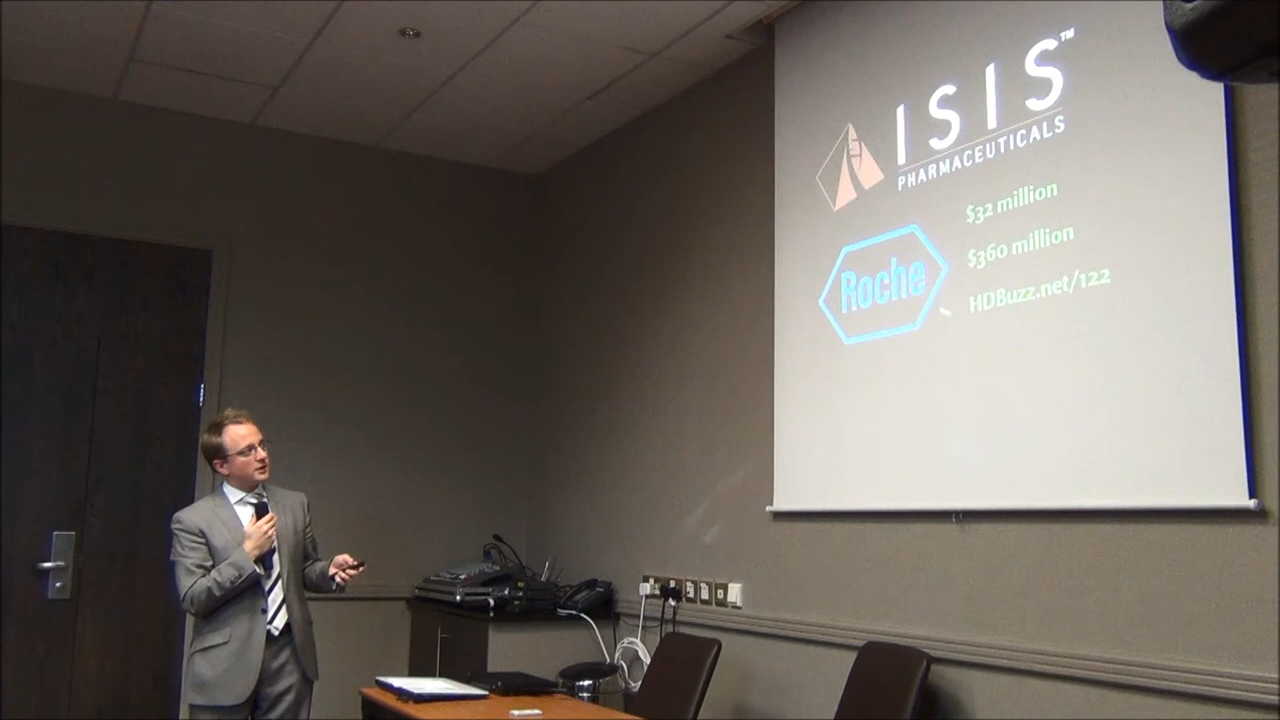 ISIS™
PHARMACEUTICALS
$32 million
Roche
$360 million
HDBuzz.net/122